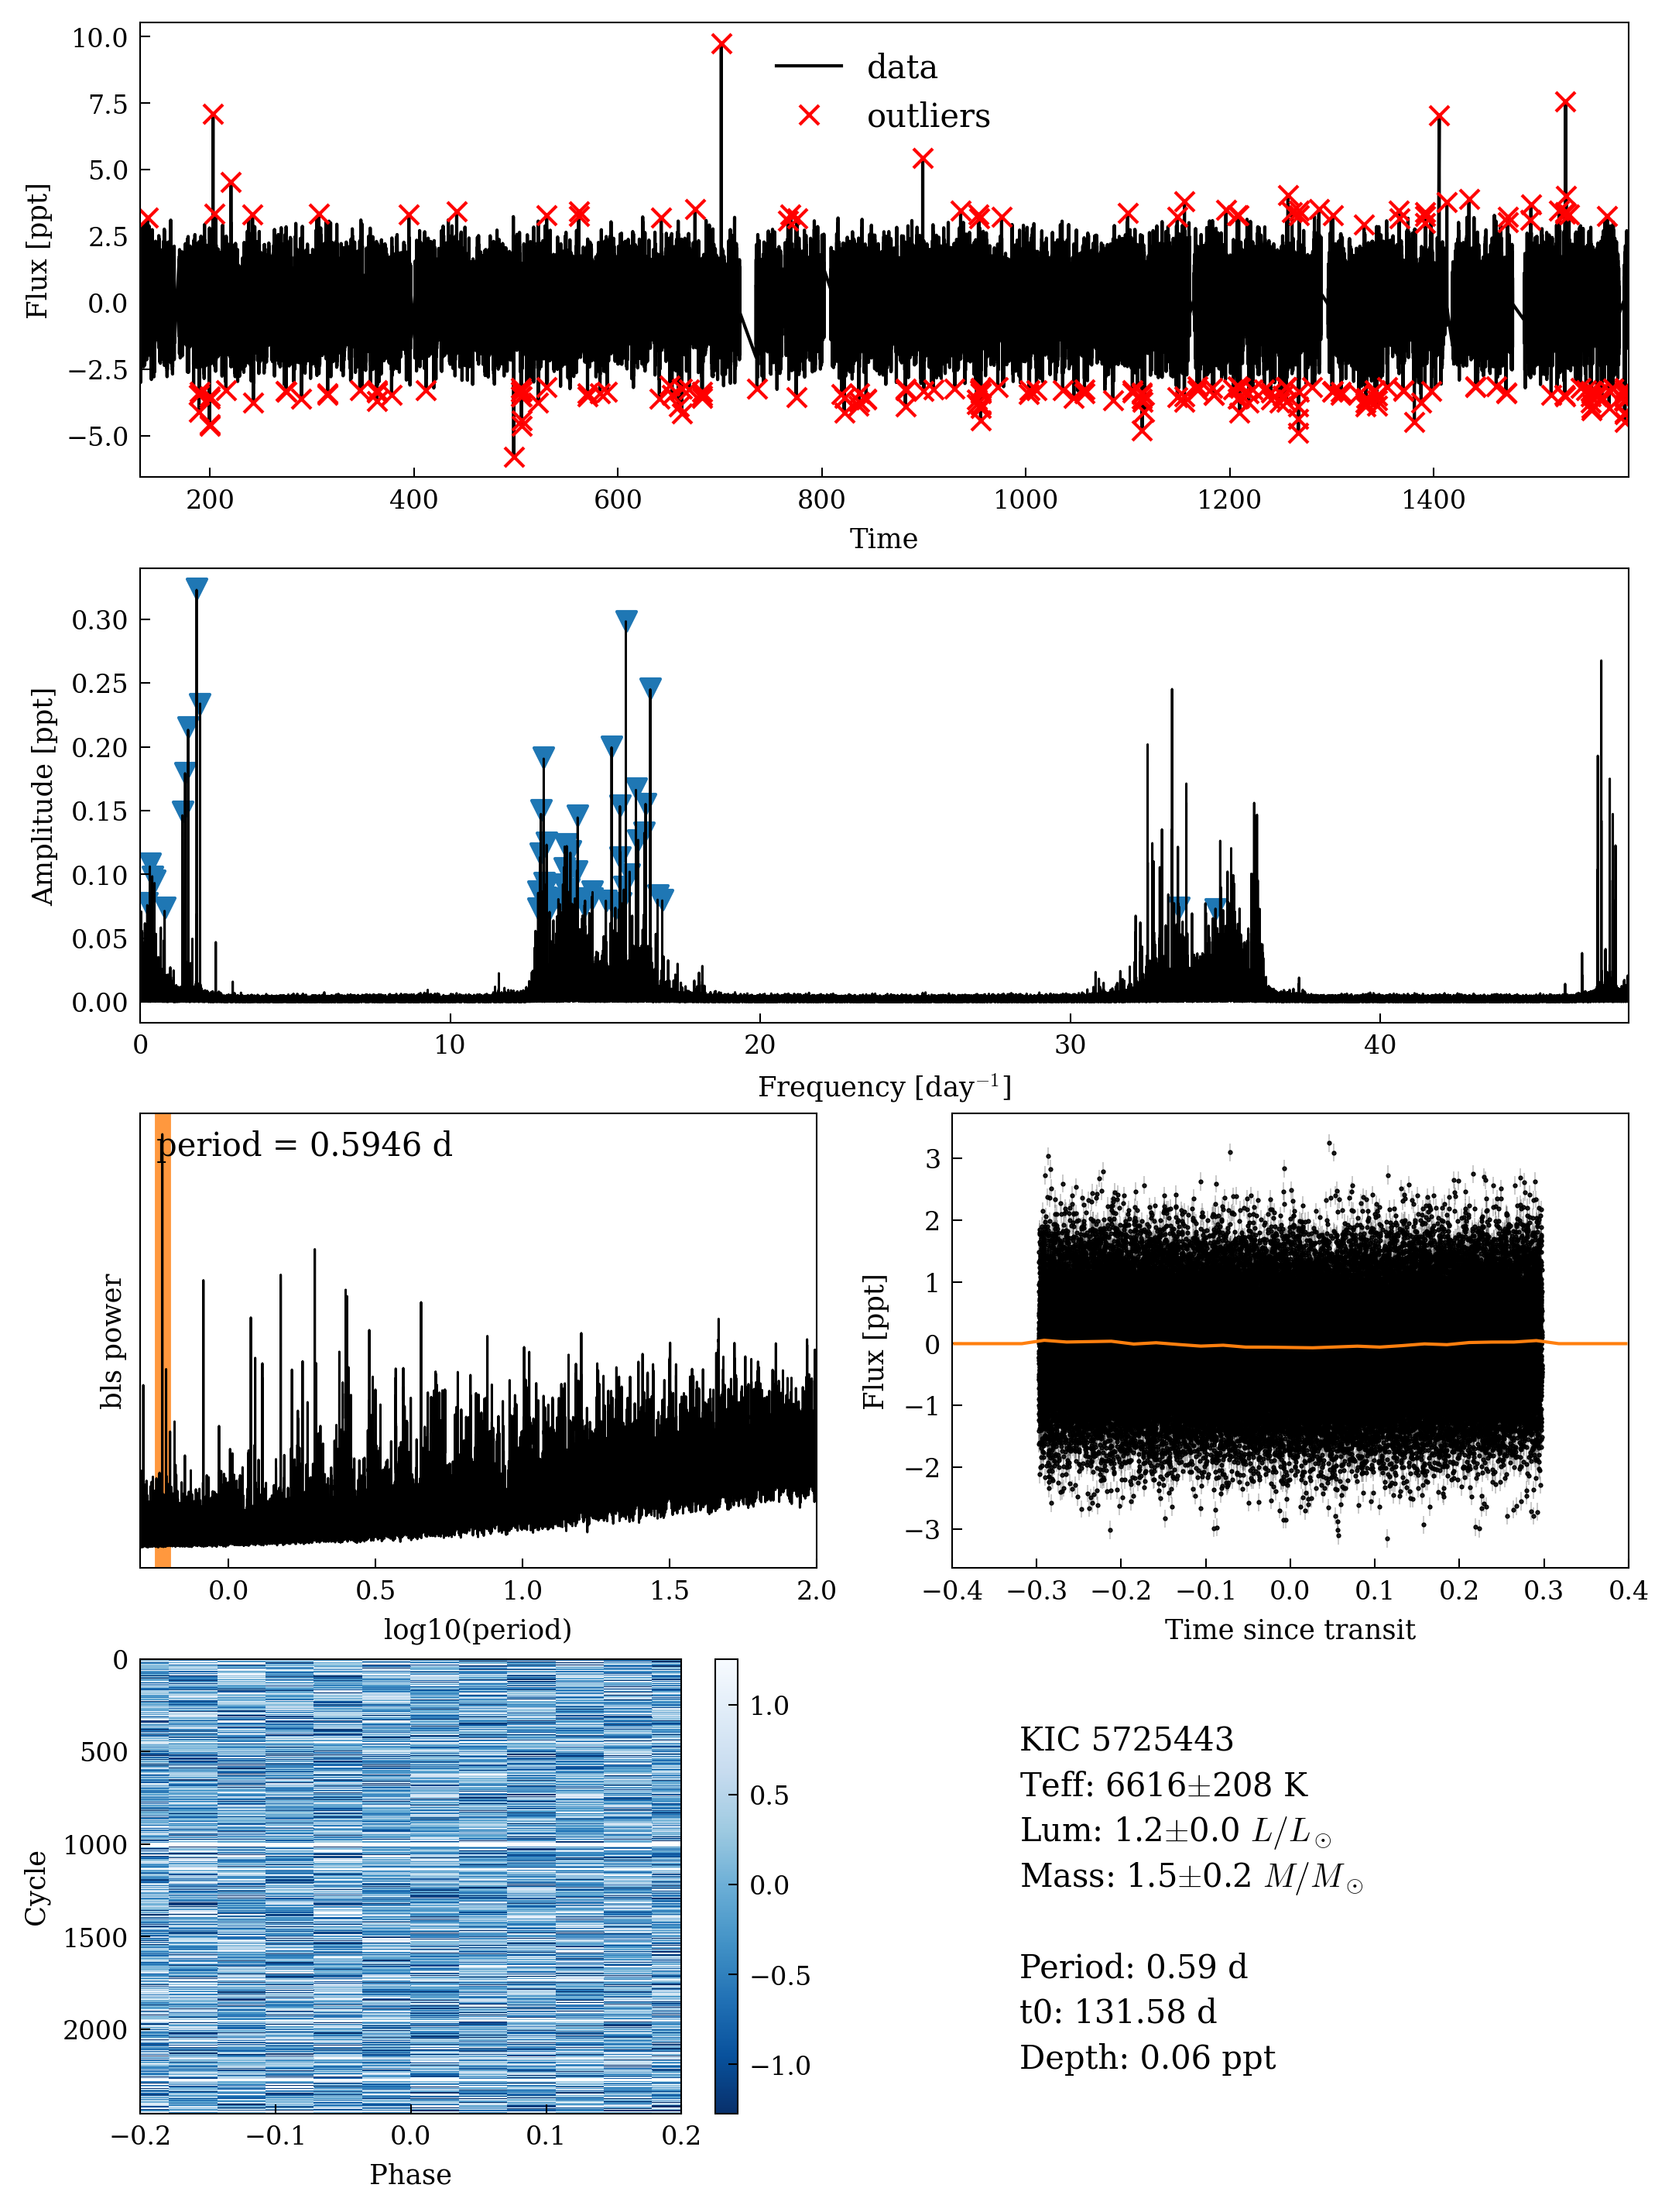 10.0
7.5
5.0
2.5
0.0
−2.5
−5.0
Flux [ppt]
data
outliers
200 400 600 800 1000 1200 1400
Time
0.30
0.25
0.20
0.15
0.10
0.05
0.00
Amplitude [ppt]
0 10 20 30 40
Frequency [day⁻¹]
period = 0.5946 d
bls power
0.0 0.5 1.0 1.5 2.0
log10(period)
3
2
1
0
−1
−2
−3
Flux [ppt]
−0.4 −0.3 −0.2 −0.1 0.0 0.1 0.2 0.3 0.4
Time since transit
0
500
1000
1500
2000
Cycle
−0.2 −0.1 0.0 0.1 0.2
Phase
1.0
0.5
0.0
−0.5
−1.0
KIC 5725443
Teff: 6616±208 K
Lum: 1.2±0.0 L/L⊙
Mass: 1.5±0.2 M/M⊙
Period: 0.59 d
t0: 131.58 d
Depth: 0.06 ppt